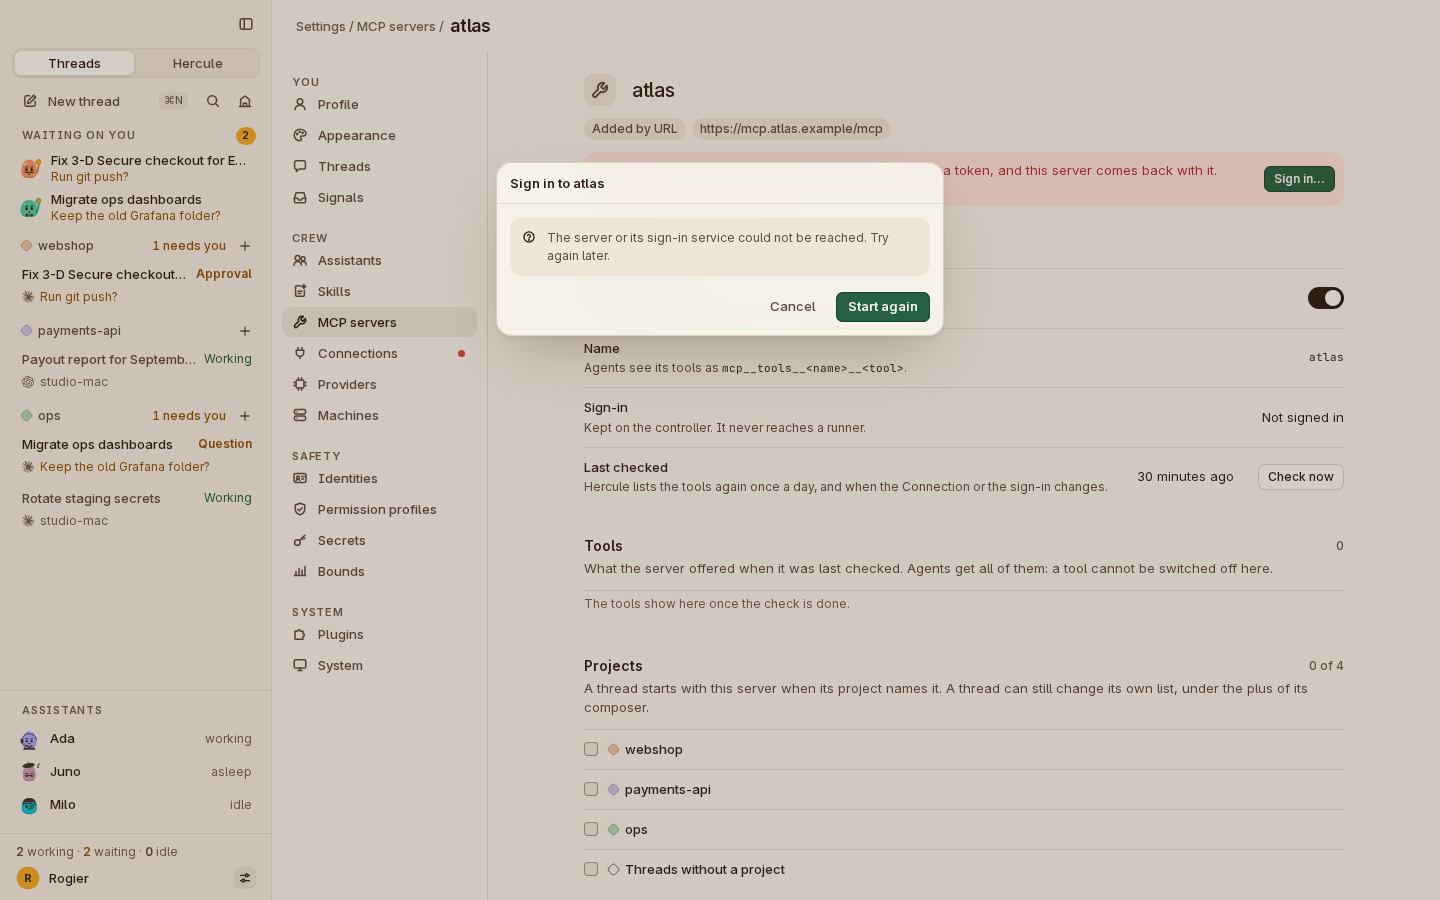 Threads
Hercule
New thread
⌘N
WAITING ON YOU
2
Fix 3-D Secure checkout for E…
Run git push?
Migrate ops dashboards
Keep the old Grafana folder?
webshop
1 needs you
Fix 3-D Secure checkout…
Approval
Run git push?
payments-api
Payout report for Septemb…
Working
studio-mac
ops
1 needs you
Migrate ops dashboards
Question
Keep the old Grafana folder?
Rotate staging secrets
Working
studio-mac
ASSISTANTS
Ada
working
Juno
asleep
Milo
idle
2 working · 2 waiting · 0 idle
R
Rogier
Settings / MCP servers / atlas
YOU
Profile
Appearance
Threads
Signals
CREW
Assistants
Skills
MCP servers
Connections
Providers
Machines
SAFETY
Identities
Permission profiles
Secrets
Bounds
SYSTEM
Plugins
System
atlas
Added by URL
https://mcp.atlas.example/mcp
a token, and this server comes back with it.
Sign in…
Sign in to atlas
The server or its sign-in service could not be reached. Try
again later.
Cancel
Start again
Name
Agents see its tools as mcp__tools__<name>__<tool>.
atlas
Sign-in
Kept on the controller. It never reaches a runner.
Not signed in
Last checked
Hercule lists the tools again once a day, and when the Connection or the sign-in changes.
30 minutes ago
Check now
Tools
0
What the server offered when it was last checked. Agents get all of them: a tool cannot be switched off here.
The tools show here once the check is done.
Projects
0 of 4
A thread starts with this server when its project names it. A thread can still change its own list, under the plus of its
composer.
webshop
payments-api
ops
Threads without a project